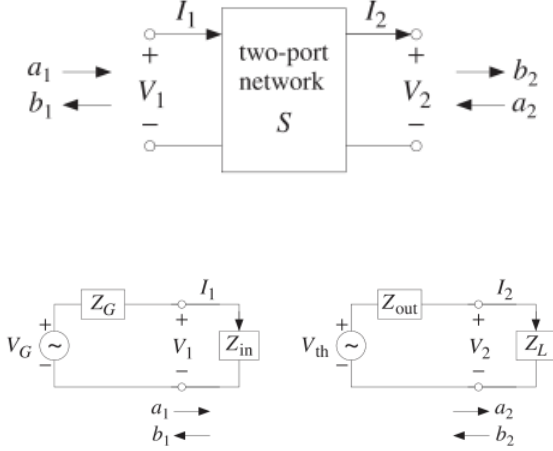 I1 I2
+ two-port network +
a1 V1 S V2 b2
b1 − − a2
ZG I1 Zout I2
VG + ~ − + V1 − Zin Vth + ~ − + V2 − ZL
a1 a2
b1 b2